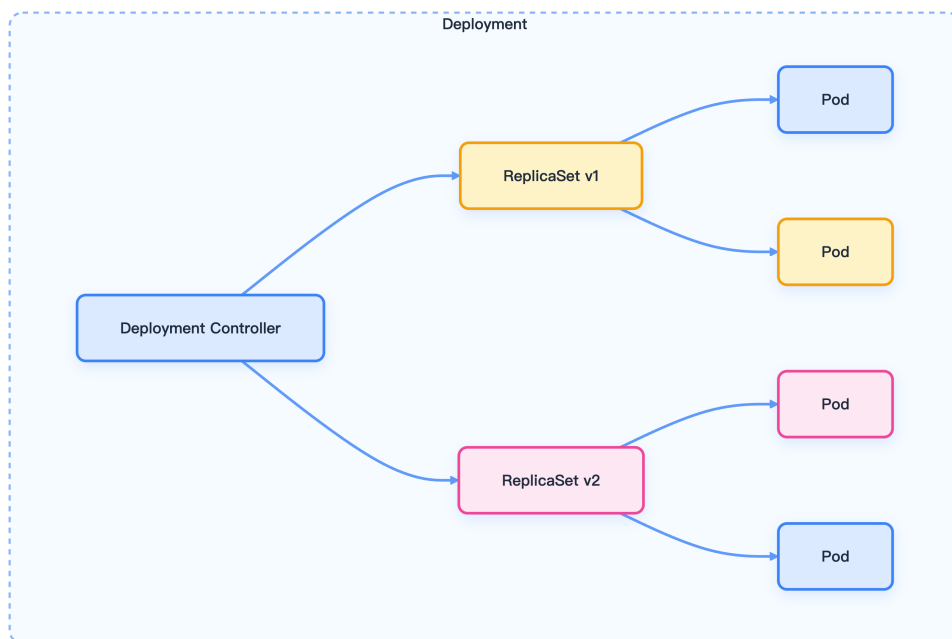 Deployment
Pod
ReplicaSet v1
Pod
Deployment Controller
Pod
ReplicaSet v2
Pod